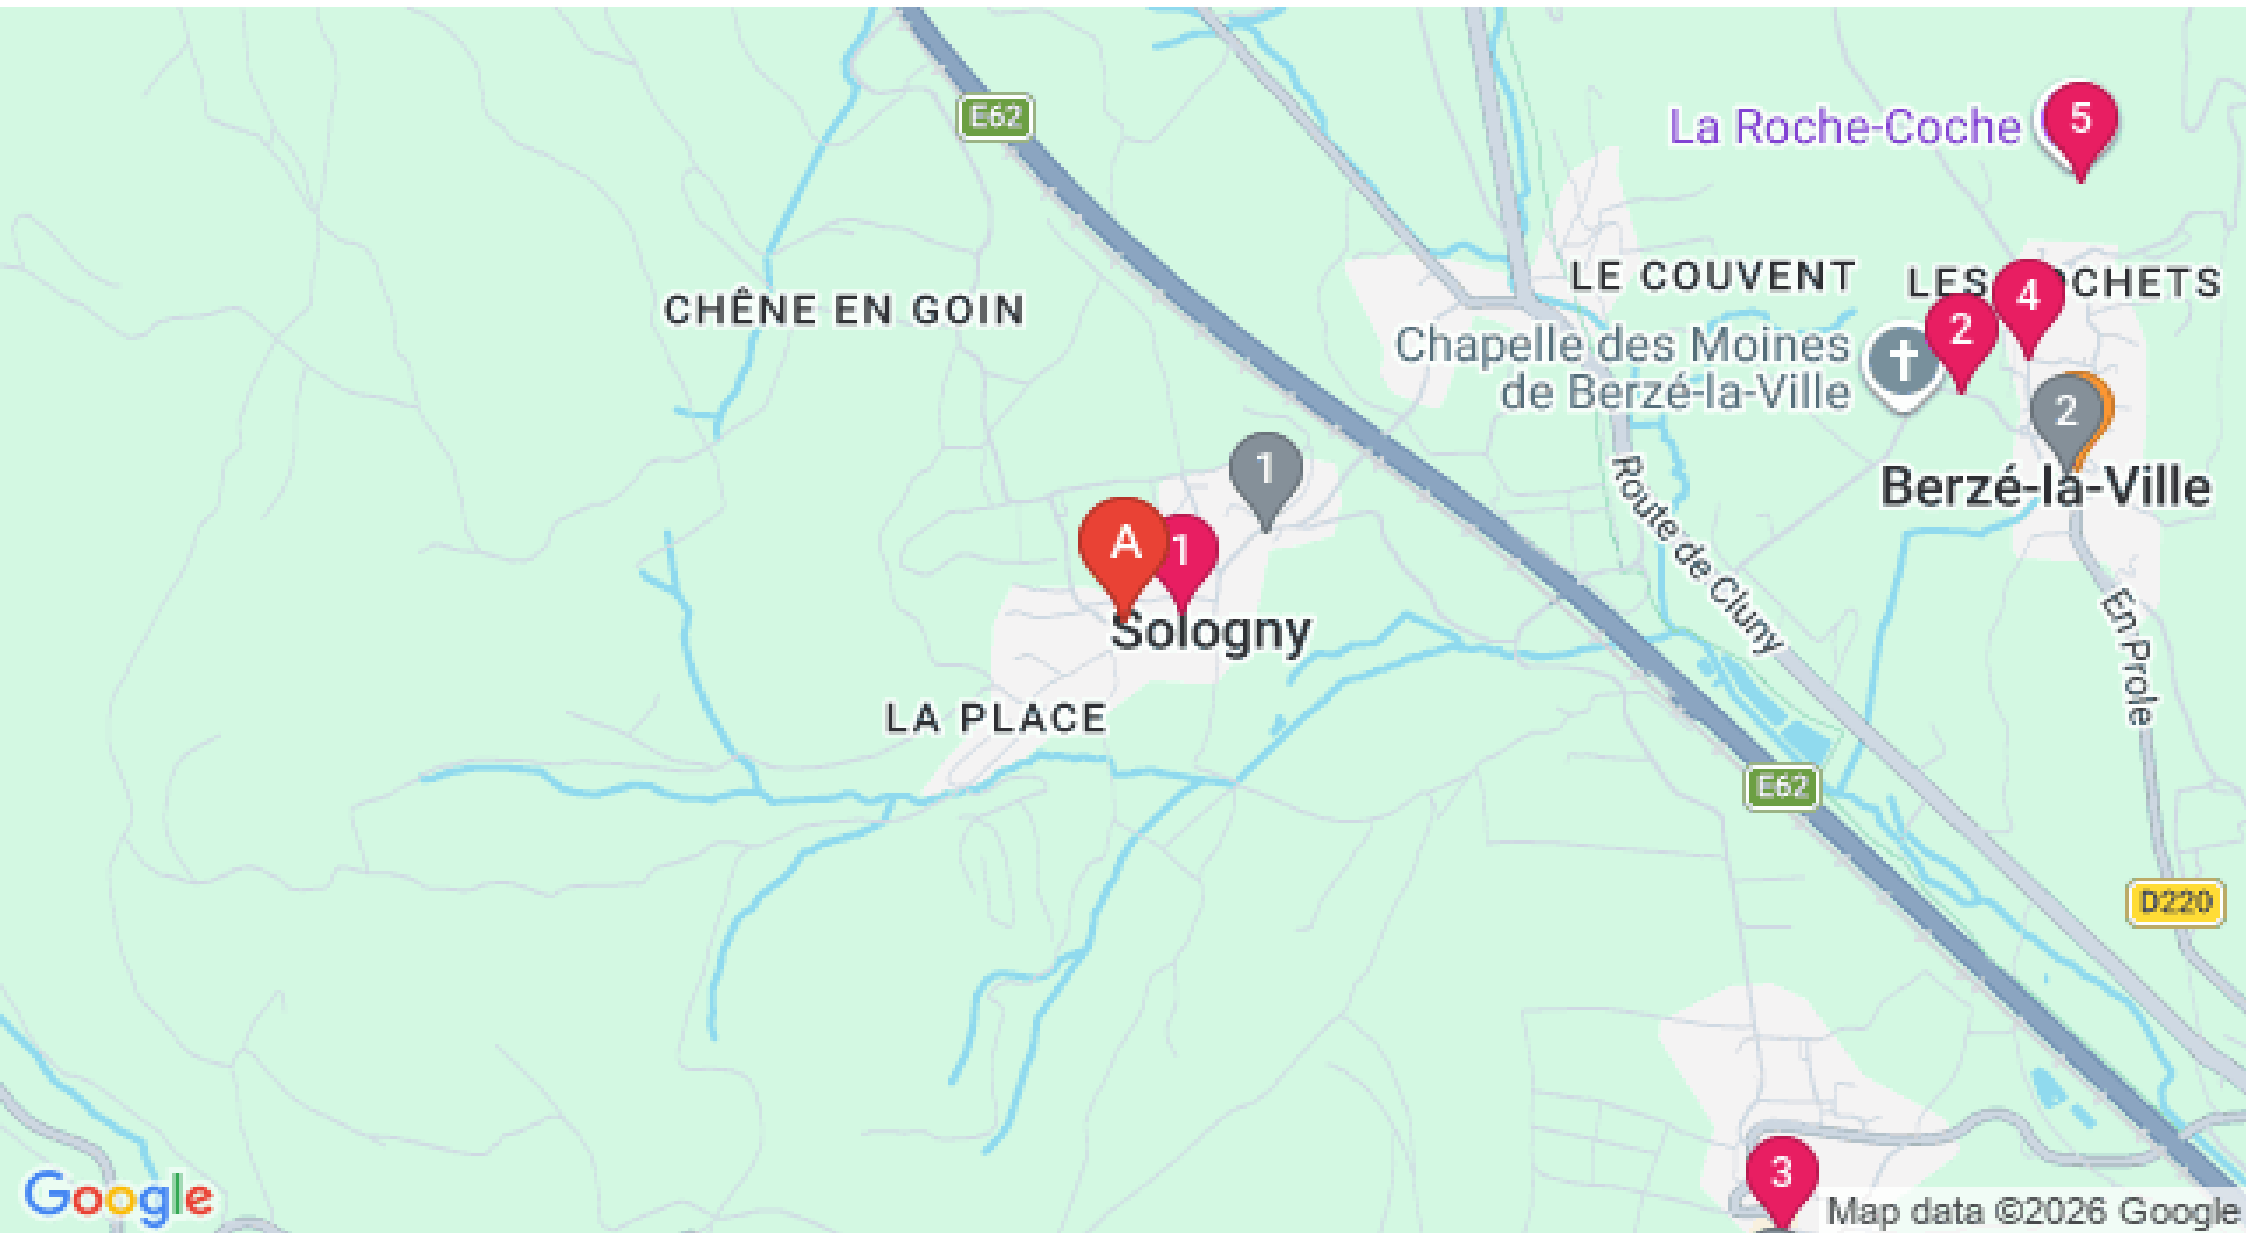 E62
La Roche-Coche
5
CHÊNE EN GOIN
LE COUVENT
LES
CHETS
4
2
Chapelle des Moines
de Berzé-la-Ville
2
1
Berzé-la-Ville
Route de Cluny
A
1
Sologny
En Prole
LA PLACE
E62
D220
3
Google
Map data ©2026 Google